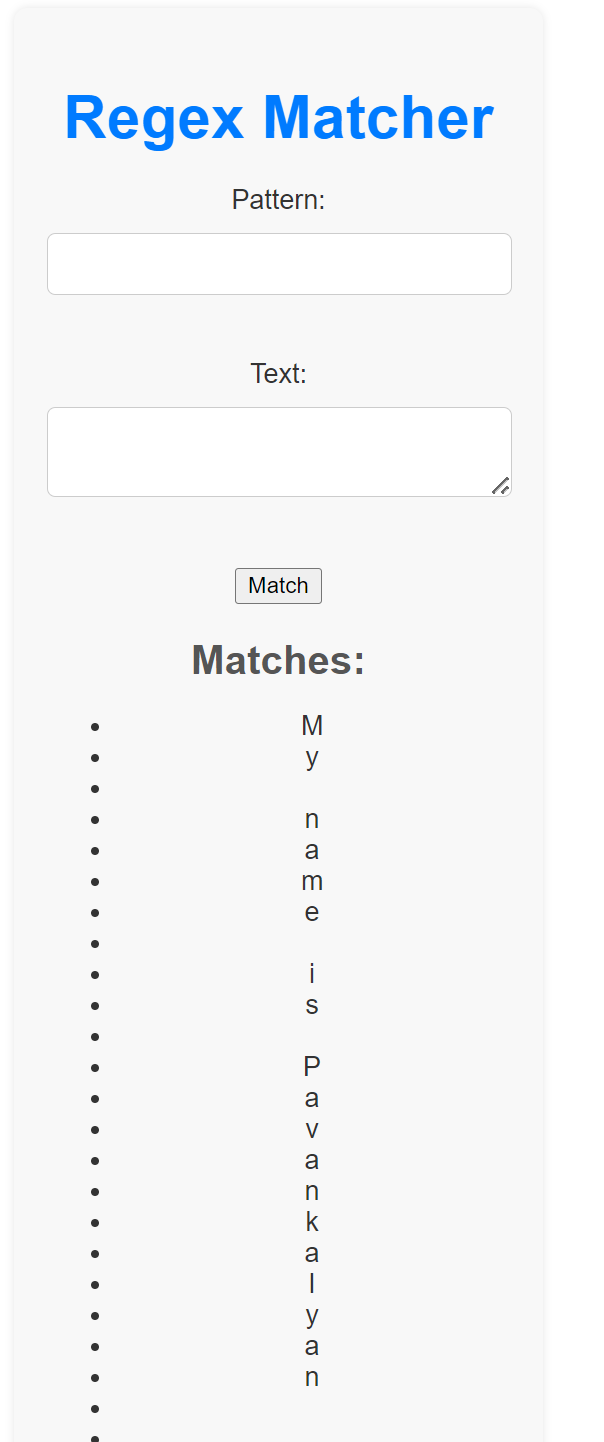 Regex Matcher
Pattern:
Text:
Match
Matches:
M
y
n
a
m
e
i
s
P
a
v
a
n
k
a
l
y
a
n